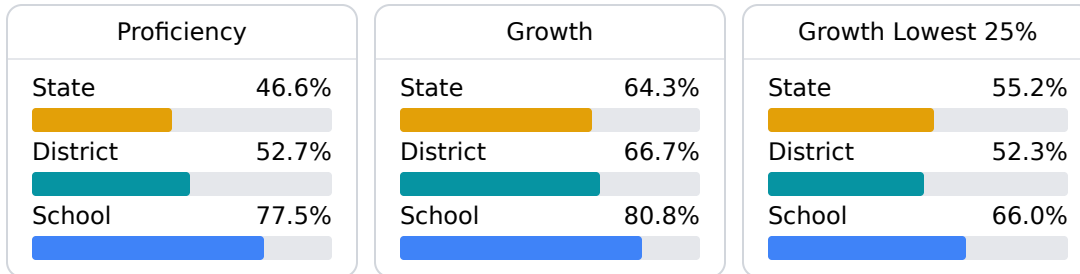 Proficiency
State 46.6%
District 52.7%
School 77.5%
Growth
State 64.3%
District 66.7%
School 80.8%
Growth Lowest 25%
State 55.2%
District 52.3%
School 66.0%